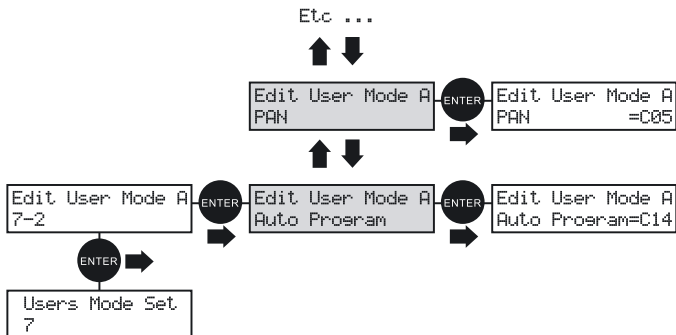 Etc ...
Edit User Mode A
PAN
ENTER
Edit User Mode A
PAN =C05
Edit User Mode A
7-2
ENTER
Edit User Mode A
Auto Program
ENTER
Edit User Mode A
Auto Program=C14
ENTER
Users Mode Set
7